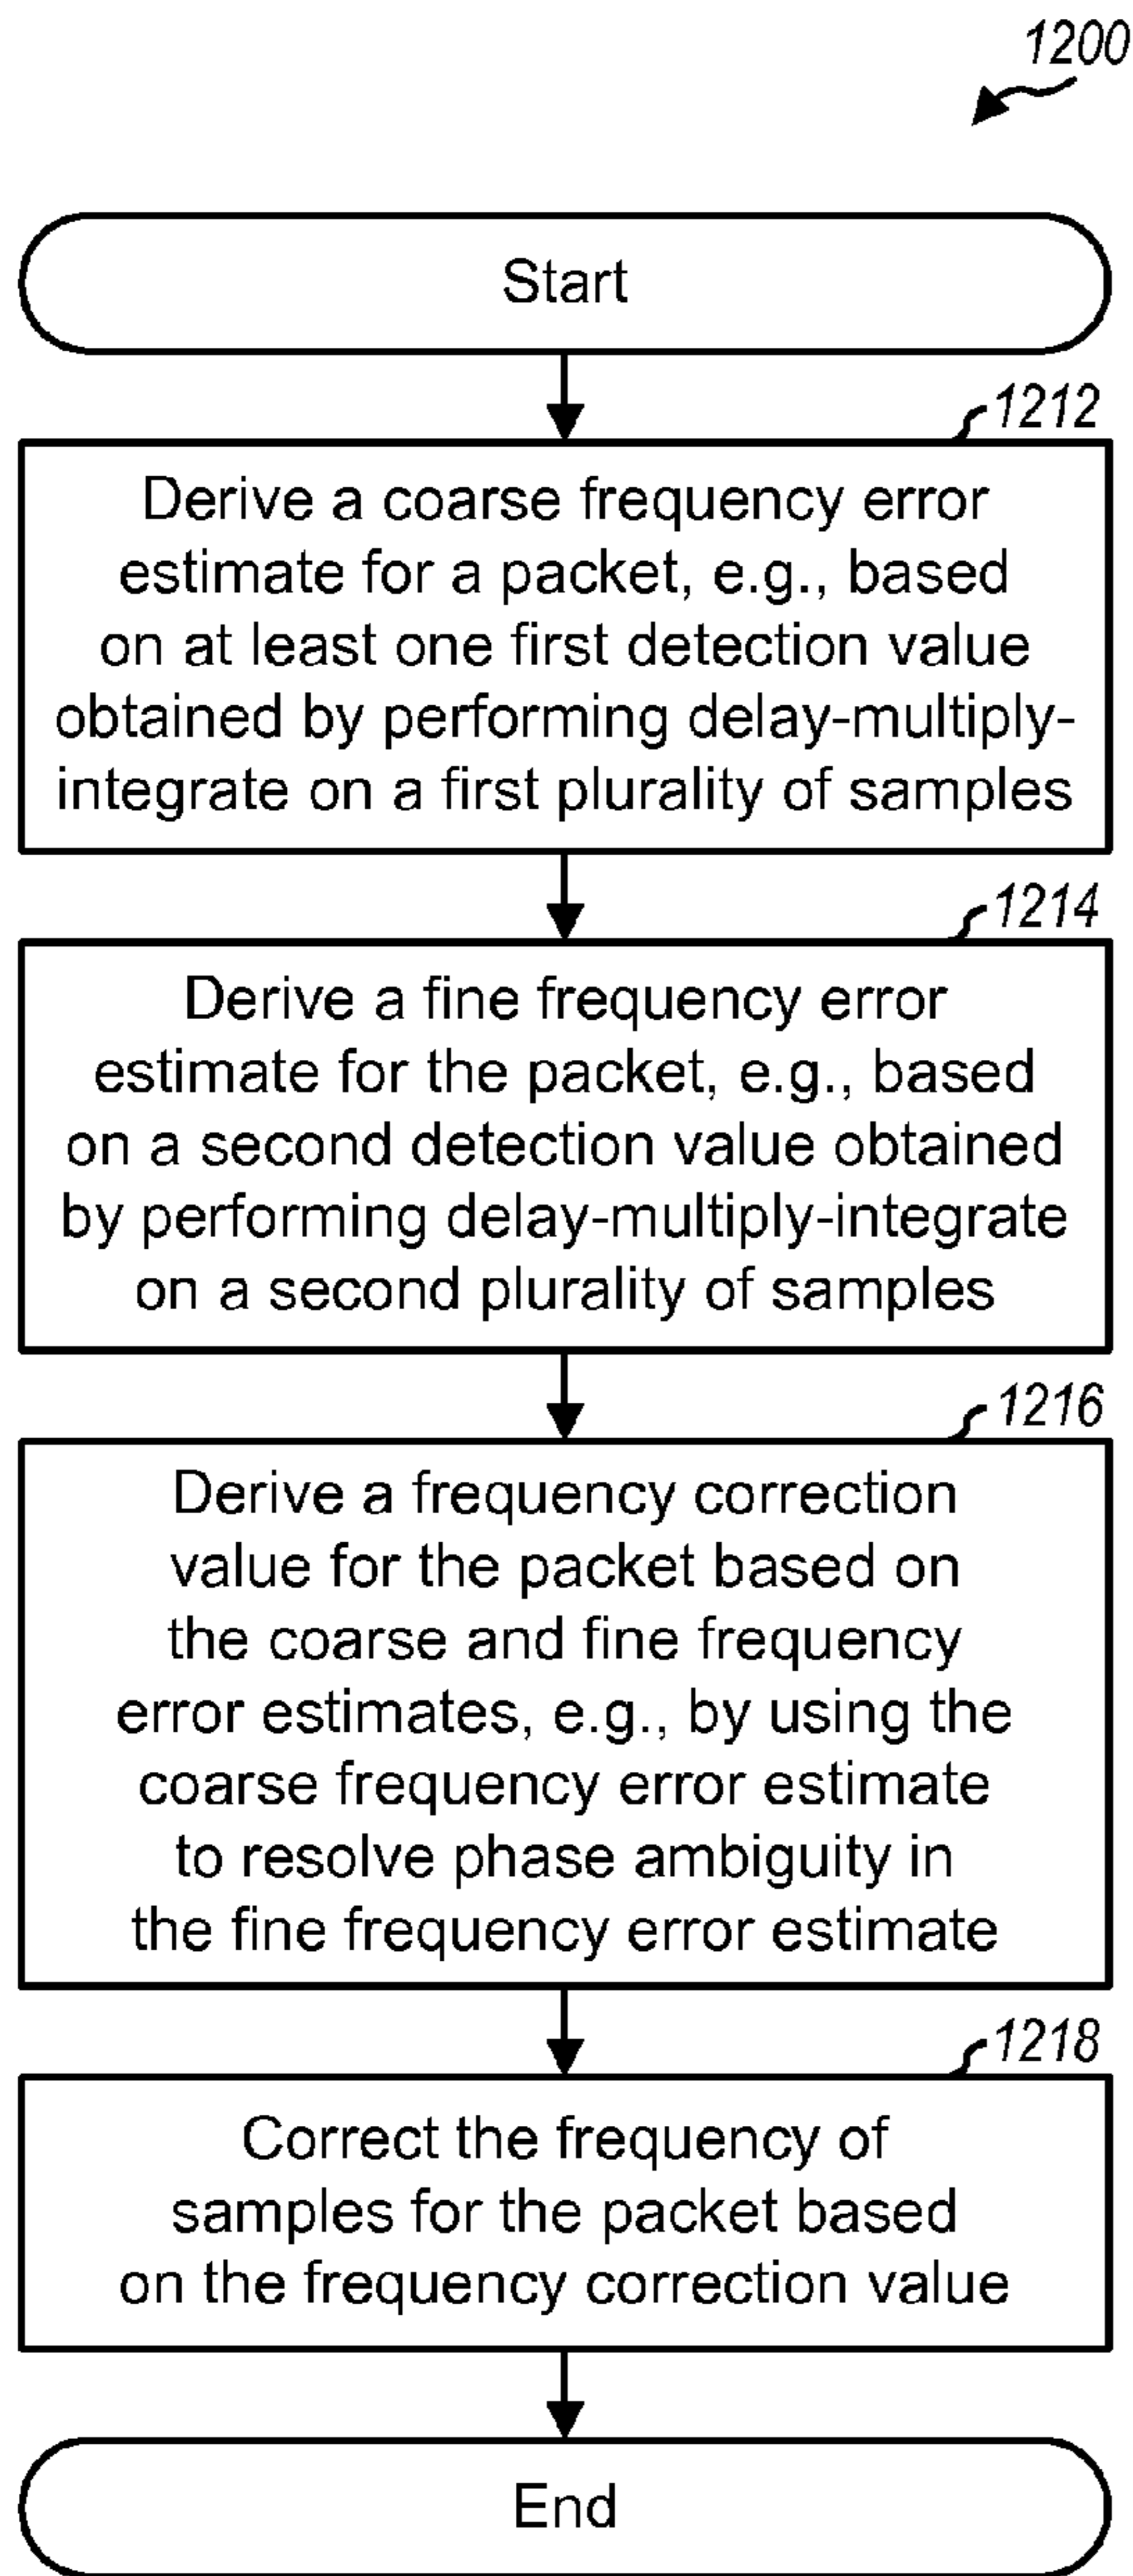 1200
Start
1212
Derive a coarse frequency error
estimate for a packet, e.g., based
on at least one first detection value
obtained by performing delay-multiply-
integrate on a first plurality of samples
1214
Derive a fine frequency error
estimate for the packet, e.g., based
on a second detection value obtained
by performing delay-multiply-integrate
on a second plurality of samples
1216
Derive a frequency correction
value for the packet based on
the coarse and fine frequency
error estimates, e.g., by using the
coarse frequency error estimate
to resolve phase ambiguity in
the fine frequency error estimate
1218
Correct the frequency of
samples for the packet based
on the frequency correction value
End